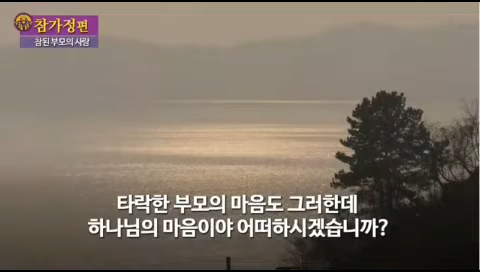 참가정편
참된 부모의 사랑
타락한 부모의 마음도 그러한데
하나님의 마음이야 어떠하시겠습니까?